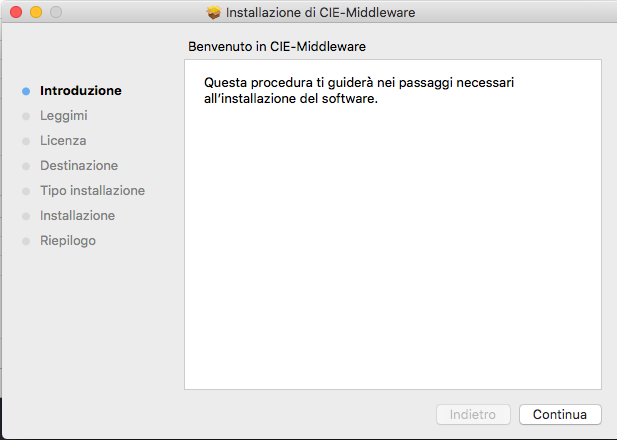 Installazione di CIE-Middleware
Benvenuto in CIE-Middleware
Introduzione
Leggimi
Licenza
Destinazione
Tipo installazione
Installazione
Riepilogo
Questa procedura ti guiderà nei passaggi necessari
all'installazione del software.
Indietro
Continua